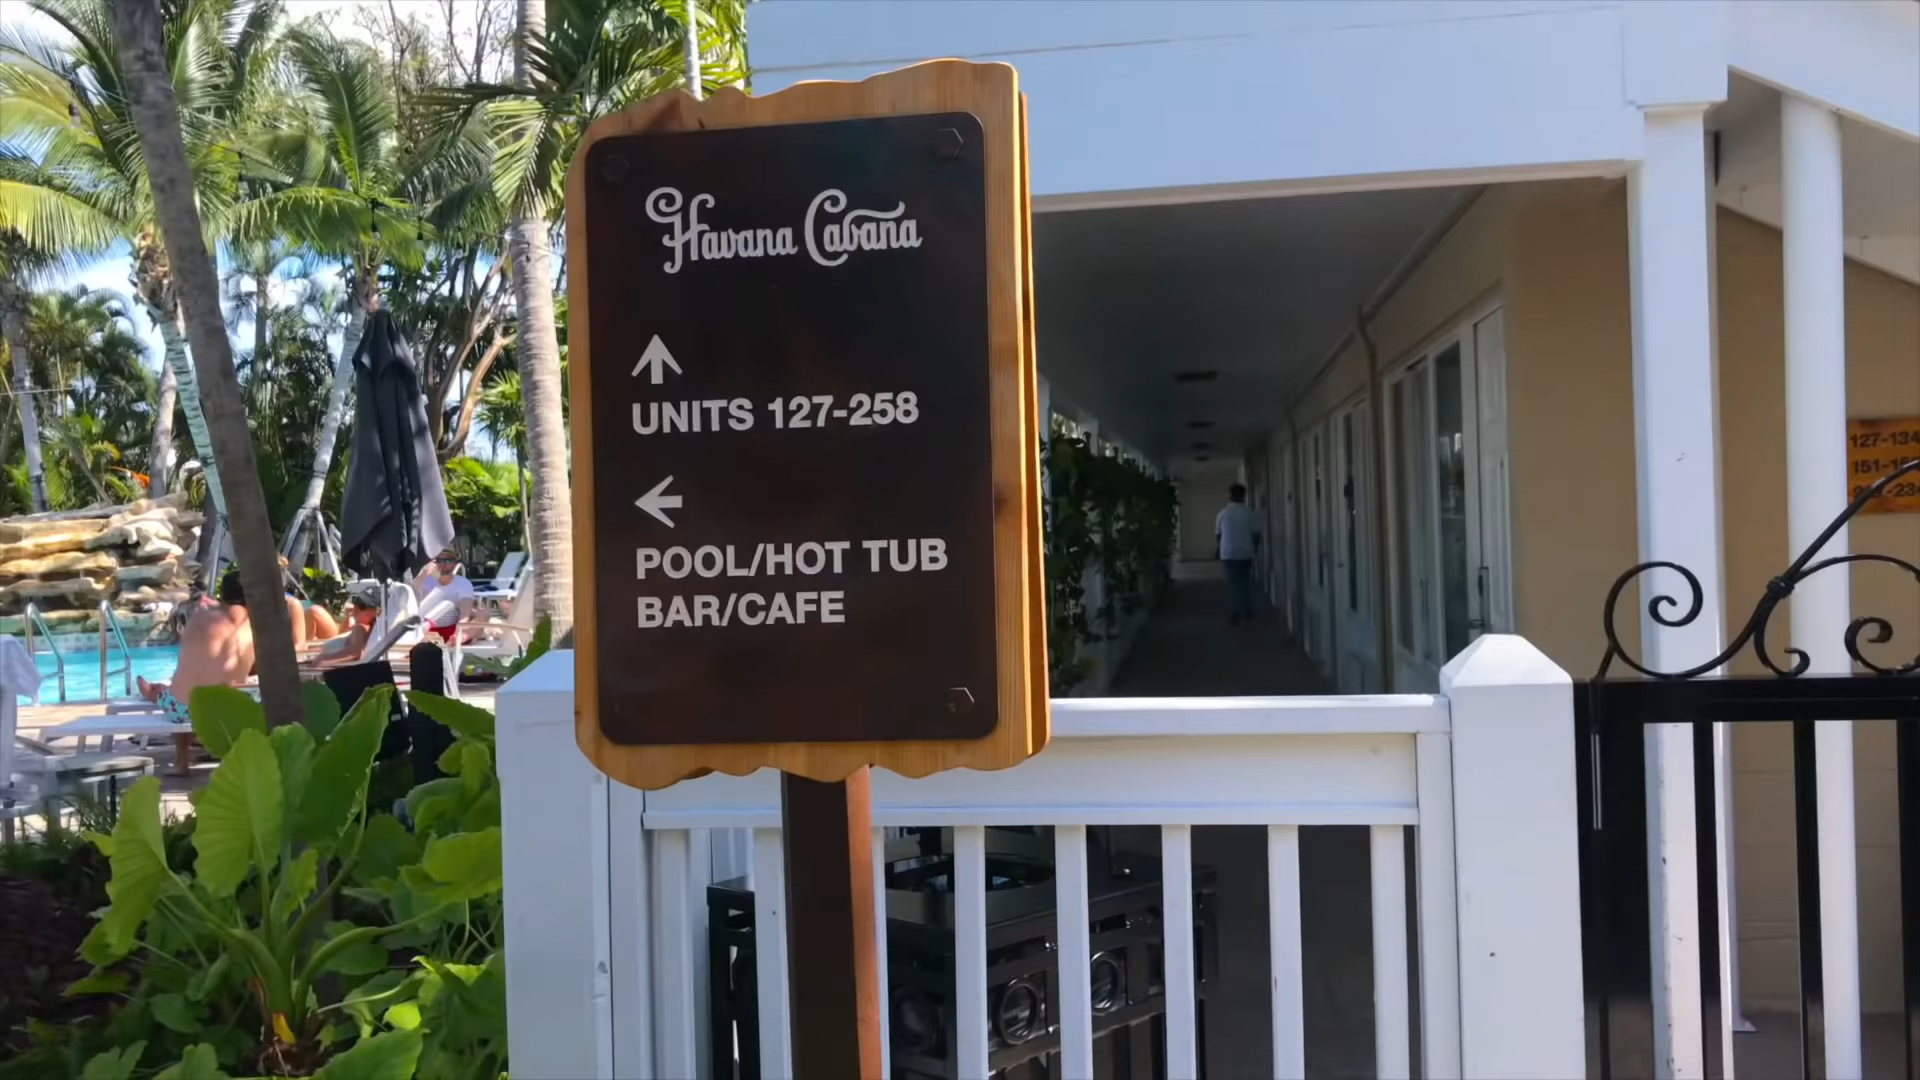 Havana Cabana
UNITS 127-258
POOL/HOT TUB
BAR/CAFE
127-134